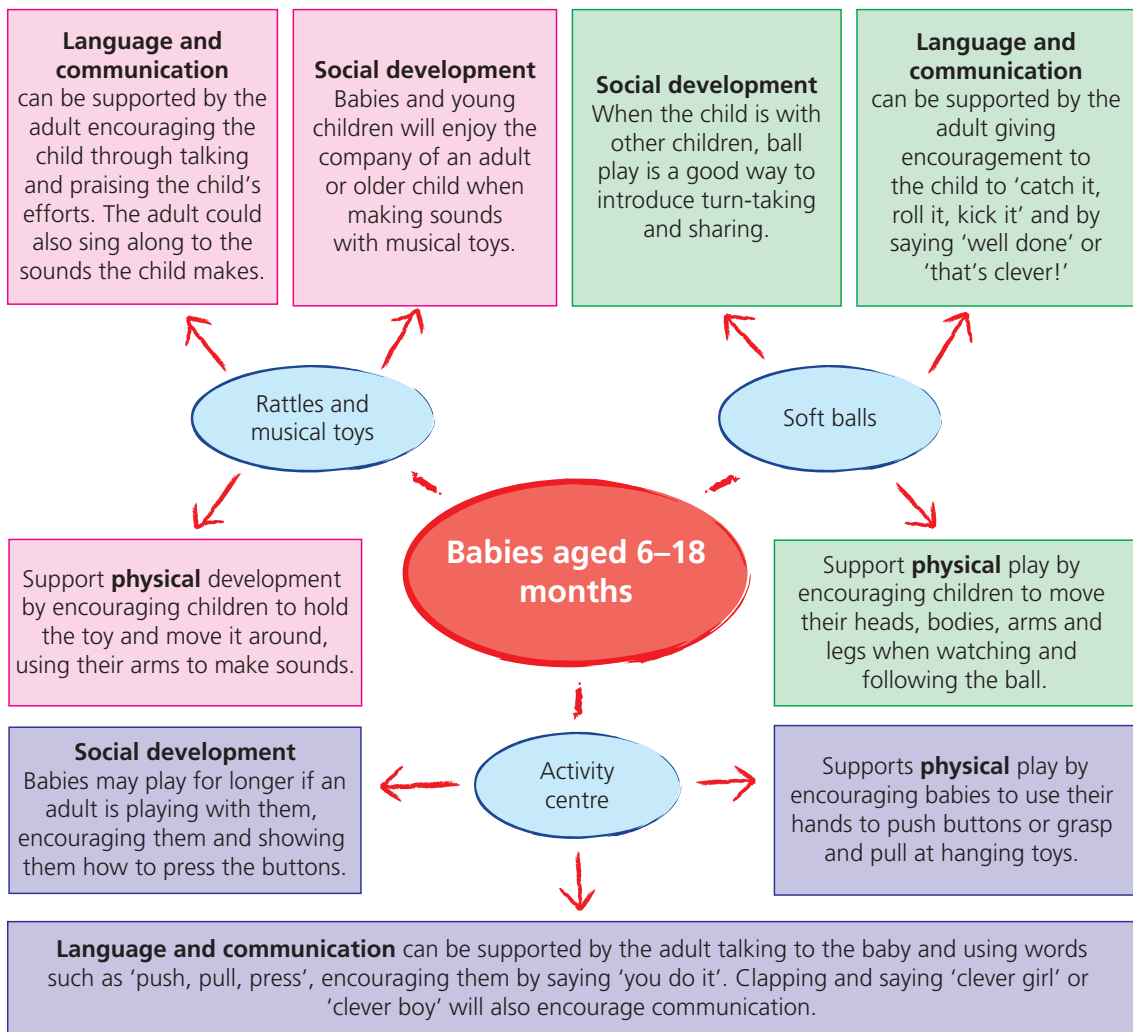 Language and
communication
can be supported by the
adult encouraging the
child through talking
and praising the child's
efforts. The adult could
also sing along to the
sounds the child makes.
Social development
Babies and young
children will enjoy the
company of an adult
or older child when
making sounds
with musical toys.
Social development
When the child is with
other children, ball
play is a good way to
introduce turn-taking
and sharing.
Language and
communication
can be supported by the
adult giving
encouragement to
the child to ‘catch it,
roll it, kick it’ and by
saying ‘well done’ or
‘that’s clever!’
Rattles and
musical toys
Soft balls
Babies aged 6–18
months
Support physical development
by encouraging children to hold
the toy and move it around,
using their arms to make sounds.
Support physical play by
encouraging children to move
their heads, bodies, arms and
legs when watching and
following the ball.
Social development
Babies may play for longer if an
adult is playing with them,
encouraging them and showing
them how to press the buttons.
Activity
centre
Supports physical play by
encouraging babies to use their
hands to push buttons or grasp
and pull at hanging toys.
Language and communication can be supported by the adult talking to the baby and using words
such as ‘push, pull, press’, encouraging them by saying ‘you do it’. Clapping and saying ‘clever girl’ or
‘clever boy’ will also encourage communication.